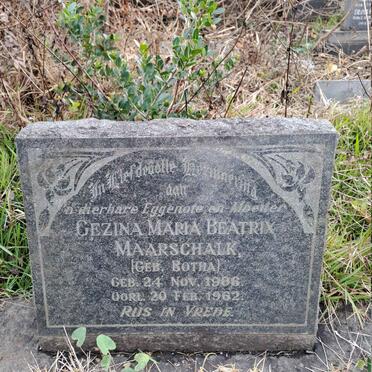 In Liefdevolle Herinnering
aan
'n dierbare Eggenote en Moeder
GEZINA MARIA BEATRIX
MAARSCHALK,
(GEB. BOTHA)
GEB. 24 NOV. 1906
OORL. 20 FEB. 1962.
RUS IN VREDE.